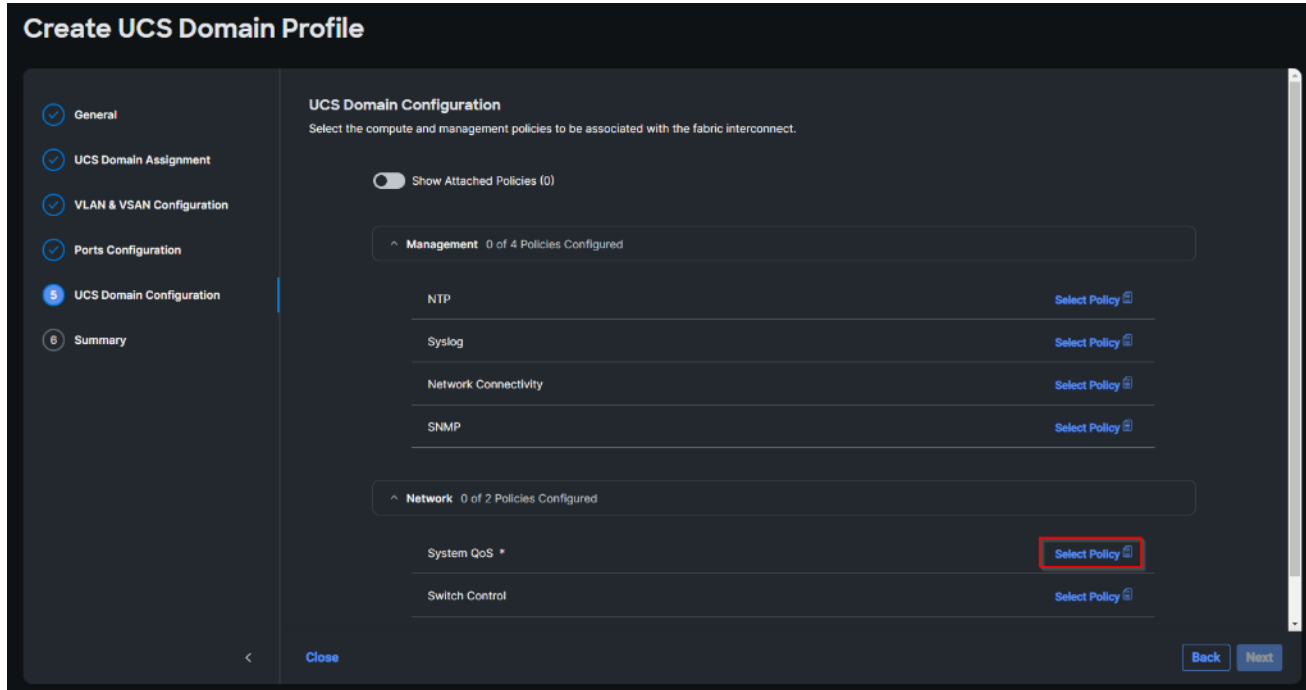 Create UCS Domain Profile
General
UCS Domain Assignment
VLAN & VSAN Configuration
Ports Configuration
5 UCS Domain Configuration
6 Summary
UCS Domain Configuration
Select the compute and management policies to be associated with the fabric interconnect.
Show Attached Policies (0)
Management 0 of 4 Policies Configured
NTP Select Policy
Syslog Select Policy
Network Connectivity Select Policy
SNMP Select Policy
Network 0 of 2 Policies Configured
System QoS * Select Policy
Switch Control Select Policy
Close Back Next